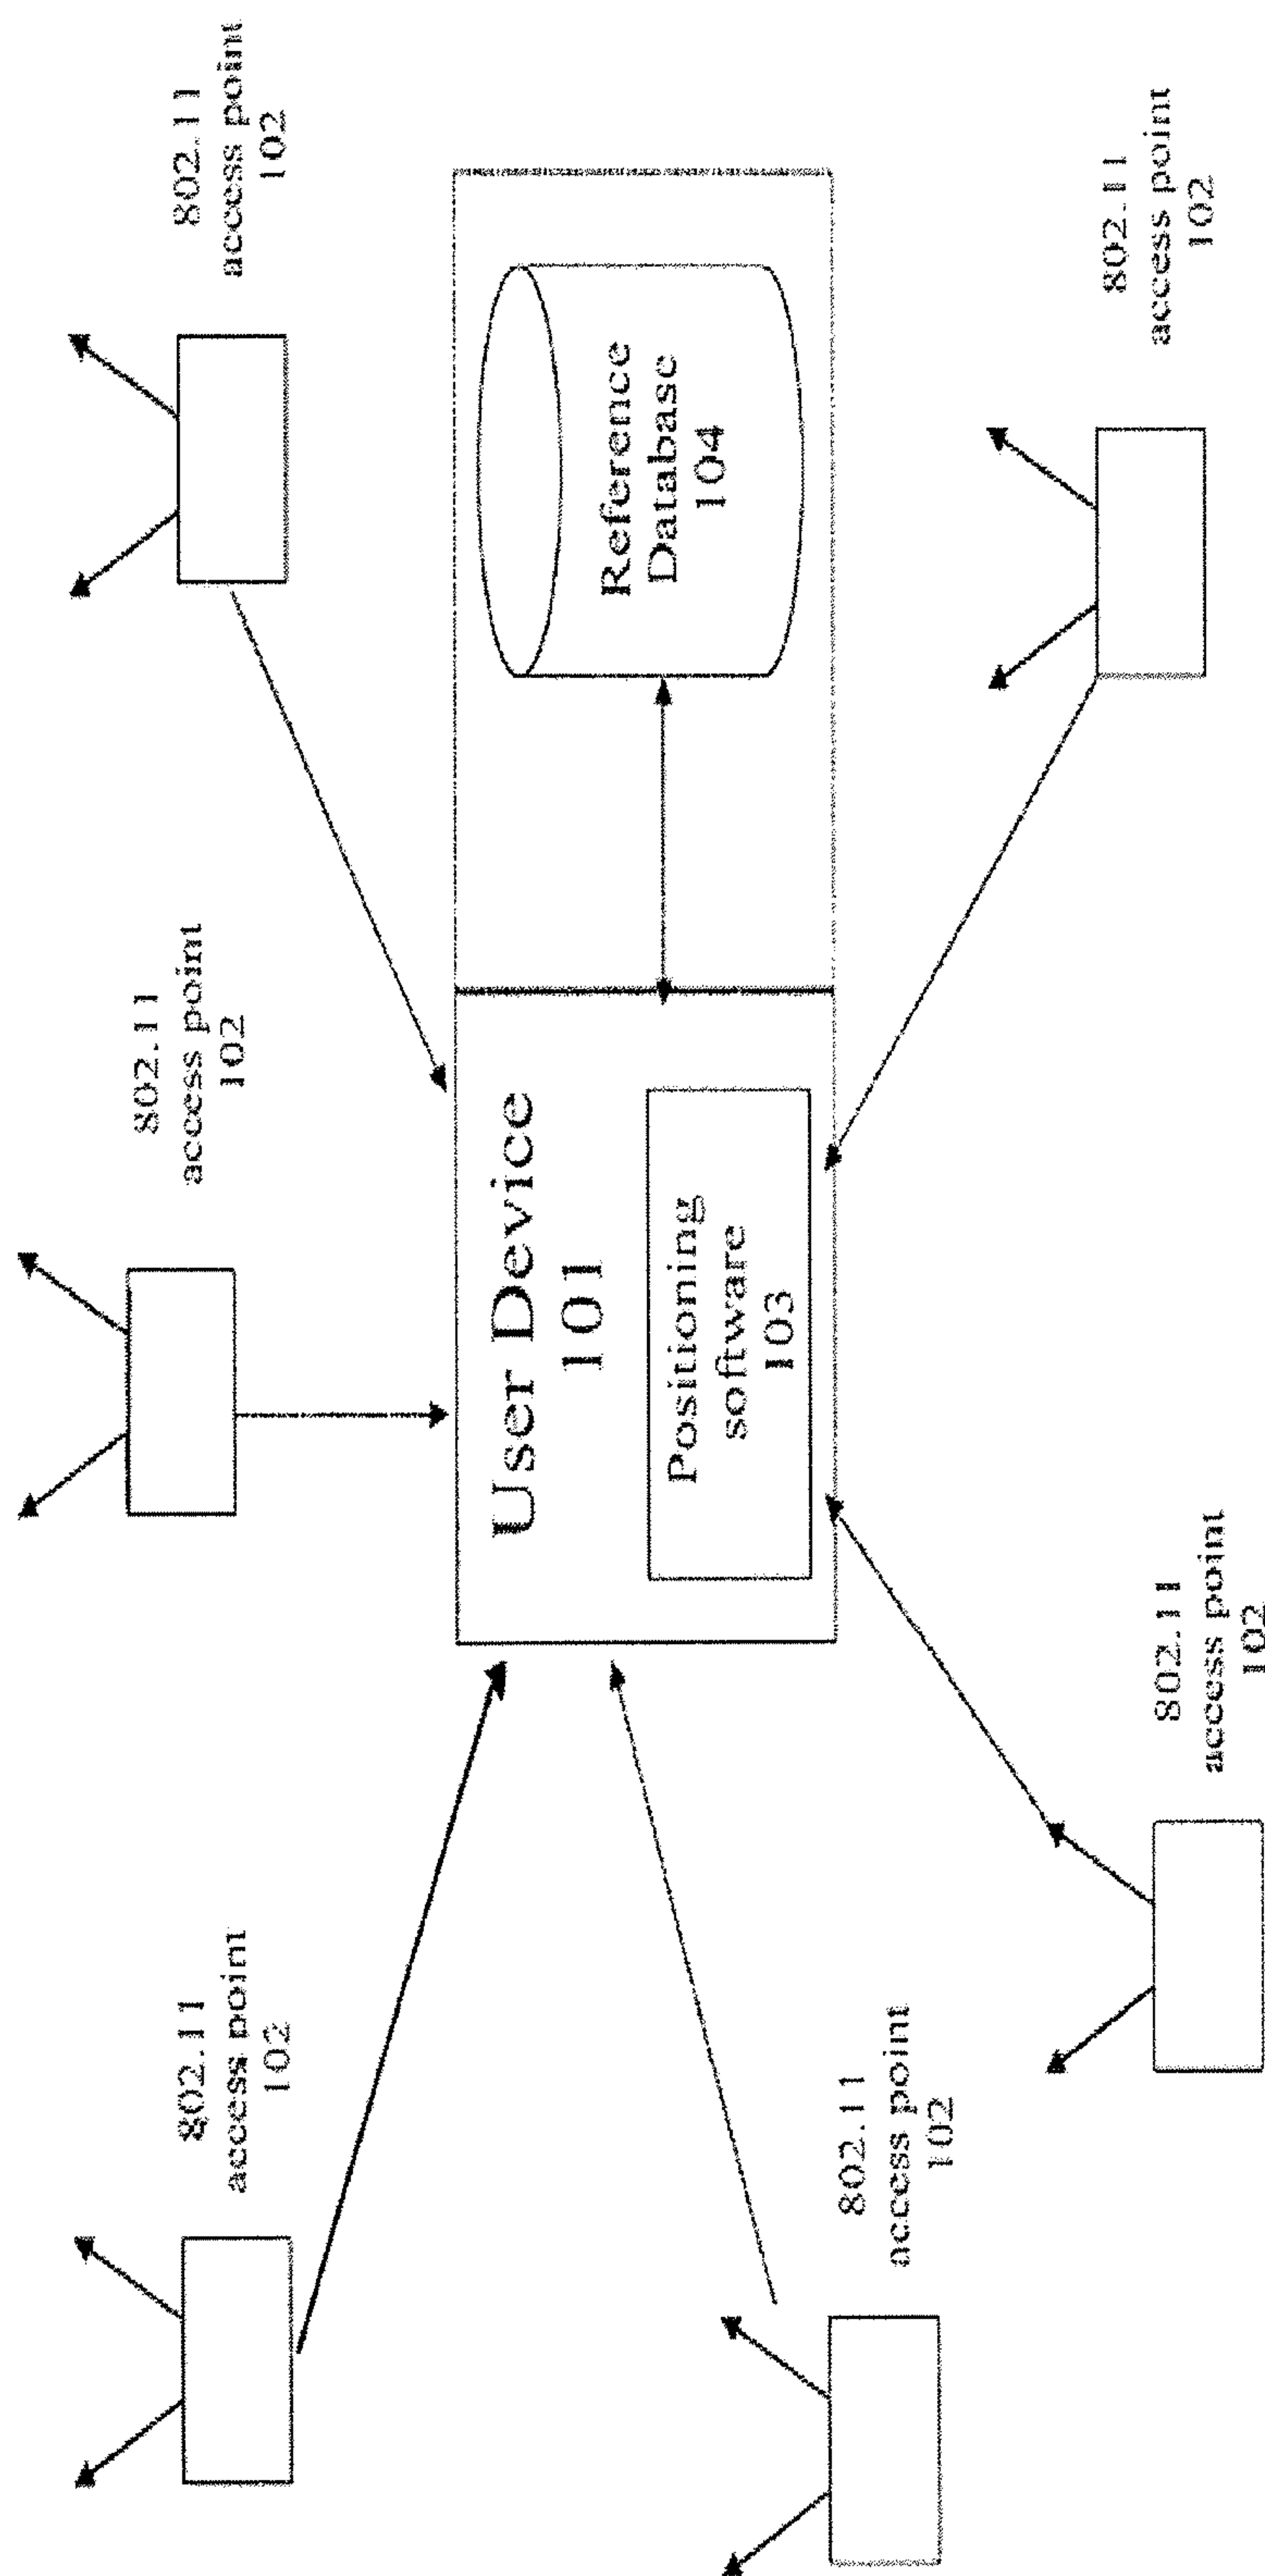 802.11
access point
102
802.11
access point
102
802.11
access point
102
User Device
101
Positioning
software
103
Reference
Database
104
802.11
access point
102
802.11
access point
102
802.11
access point
102